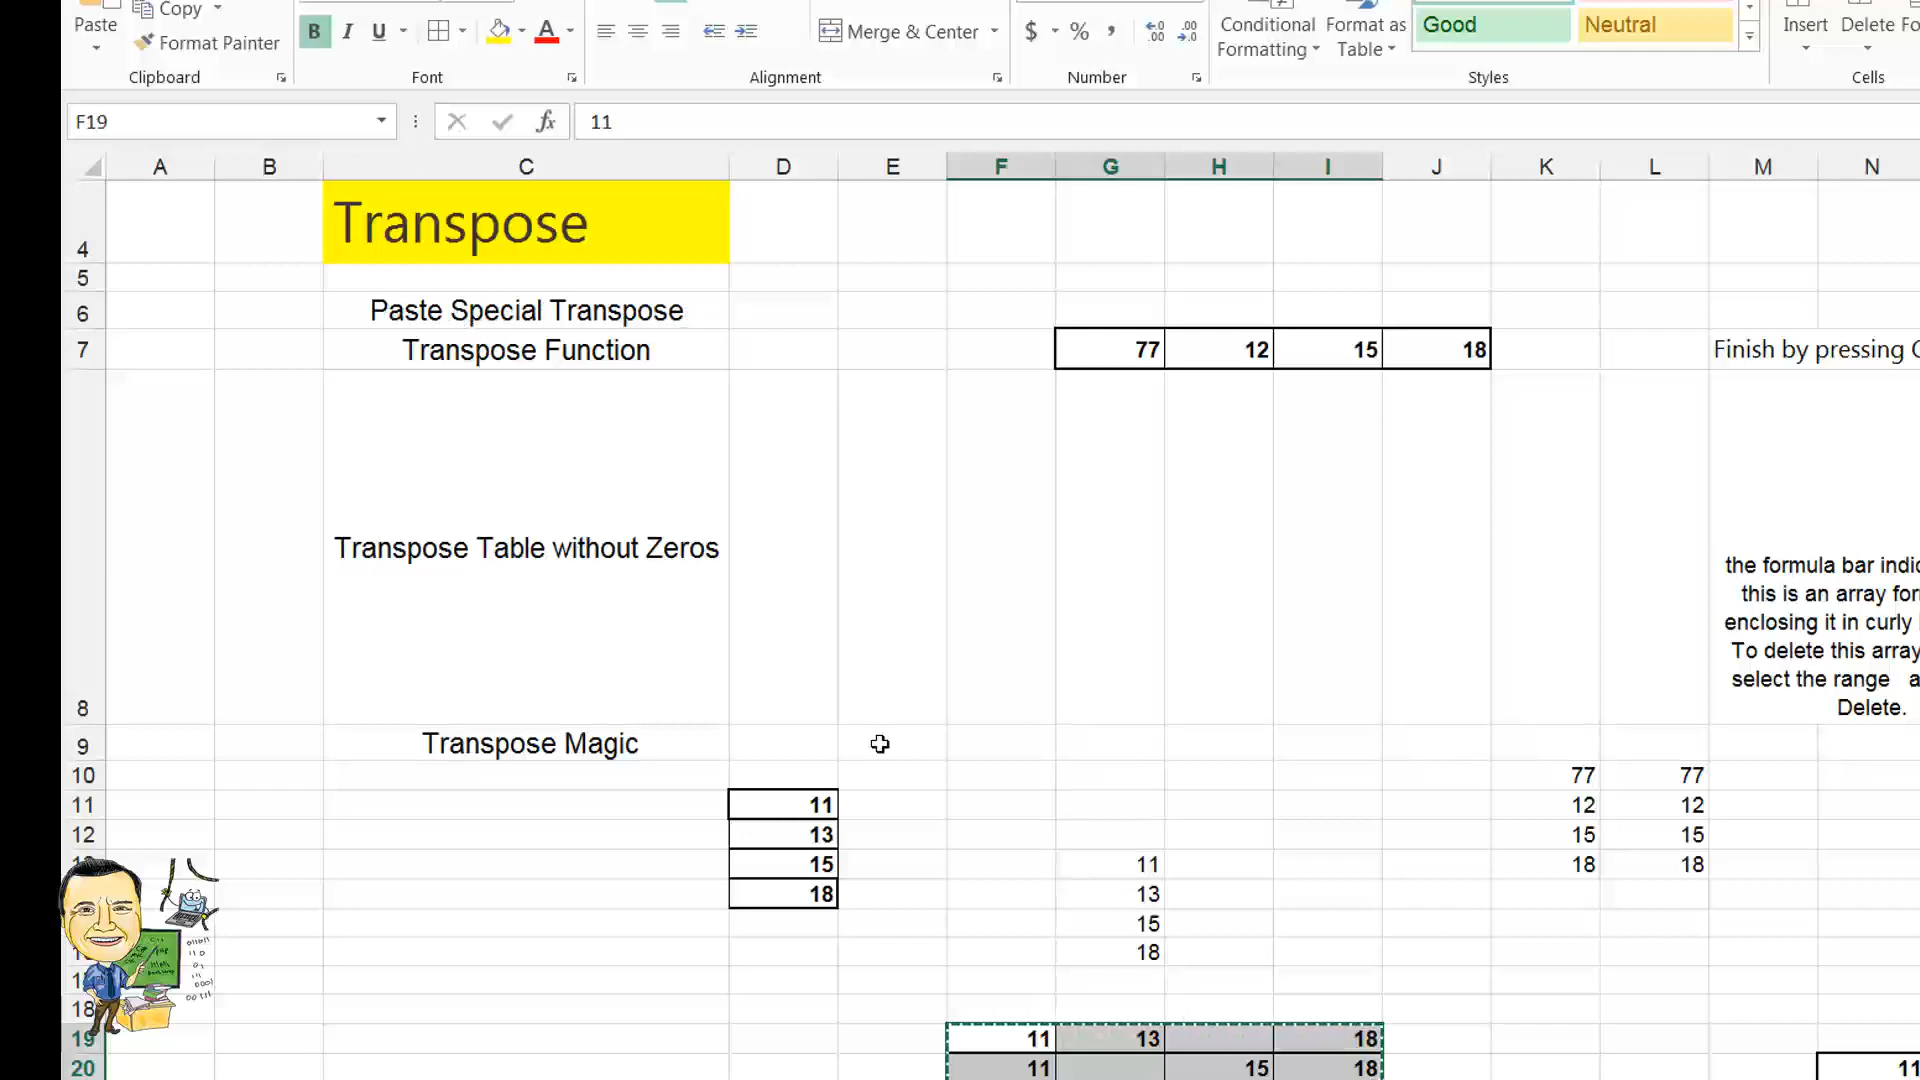 Paste
Copy
Format Painter
Clipboard
B I U A
Font
Merge & Center
Alignment
$ % ,
Number
Conditional Formatting
Format as Table
Good
Neutral
Styles
Insert
Delete
Fo
Cells
F19
fx
11
A B C D E F G H I J K L M N
4 Transpose
5
6 Paste Special Transpose
7 Transpose Function 77 12 15 18 Finish by pressing C
Transpose Table without Zeros
the formula bar indic
this is an array for
enclosing it in curly
To delete this array
select the range a
8 Delete.
9 Transpose Magic
10 77 77
11 11 12 12
12 13 15 15
15 11 18 18
18 13
15
18
18
19 11 13 18
20 11 15 18 11